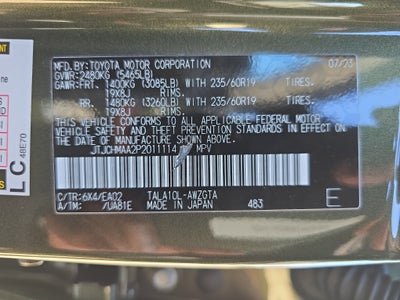 MFD.BY:TOYOTA MOTOR CORPORATION 07/23
GVWR:2480KG (5465LB)
GAWR:FRT. 1400KG (3085LB) WITH 235/60R19 TIRES.
19X8J RIMS.
RR. 1480KG (3260LB) WITH 235/60R19 TIRES.
19X8J RIMS.
THIS VEHICLE CONFORMS TO ALL APPLICABLE FEDERAL MOTOR
VEHICLE SAFETY AND THEFT PREVENTION STANDARDS IN EFFECT ON
THE DATE OF MANUFACTURE SHOWN ABOVE.
JTJCHMAA2P2011114 MPV
C/TR:6X4/EA02 TALA10L-AWZGTA
A/TM: /UA81E MADE IN JAPAN 483
E
LC
48E70